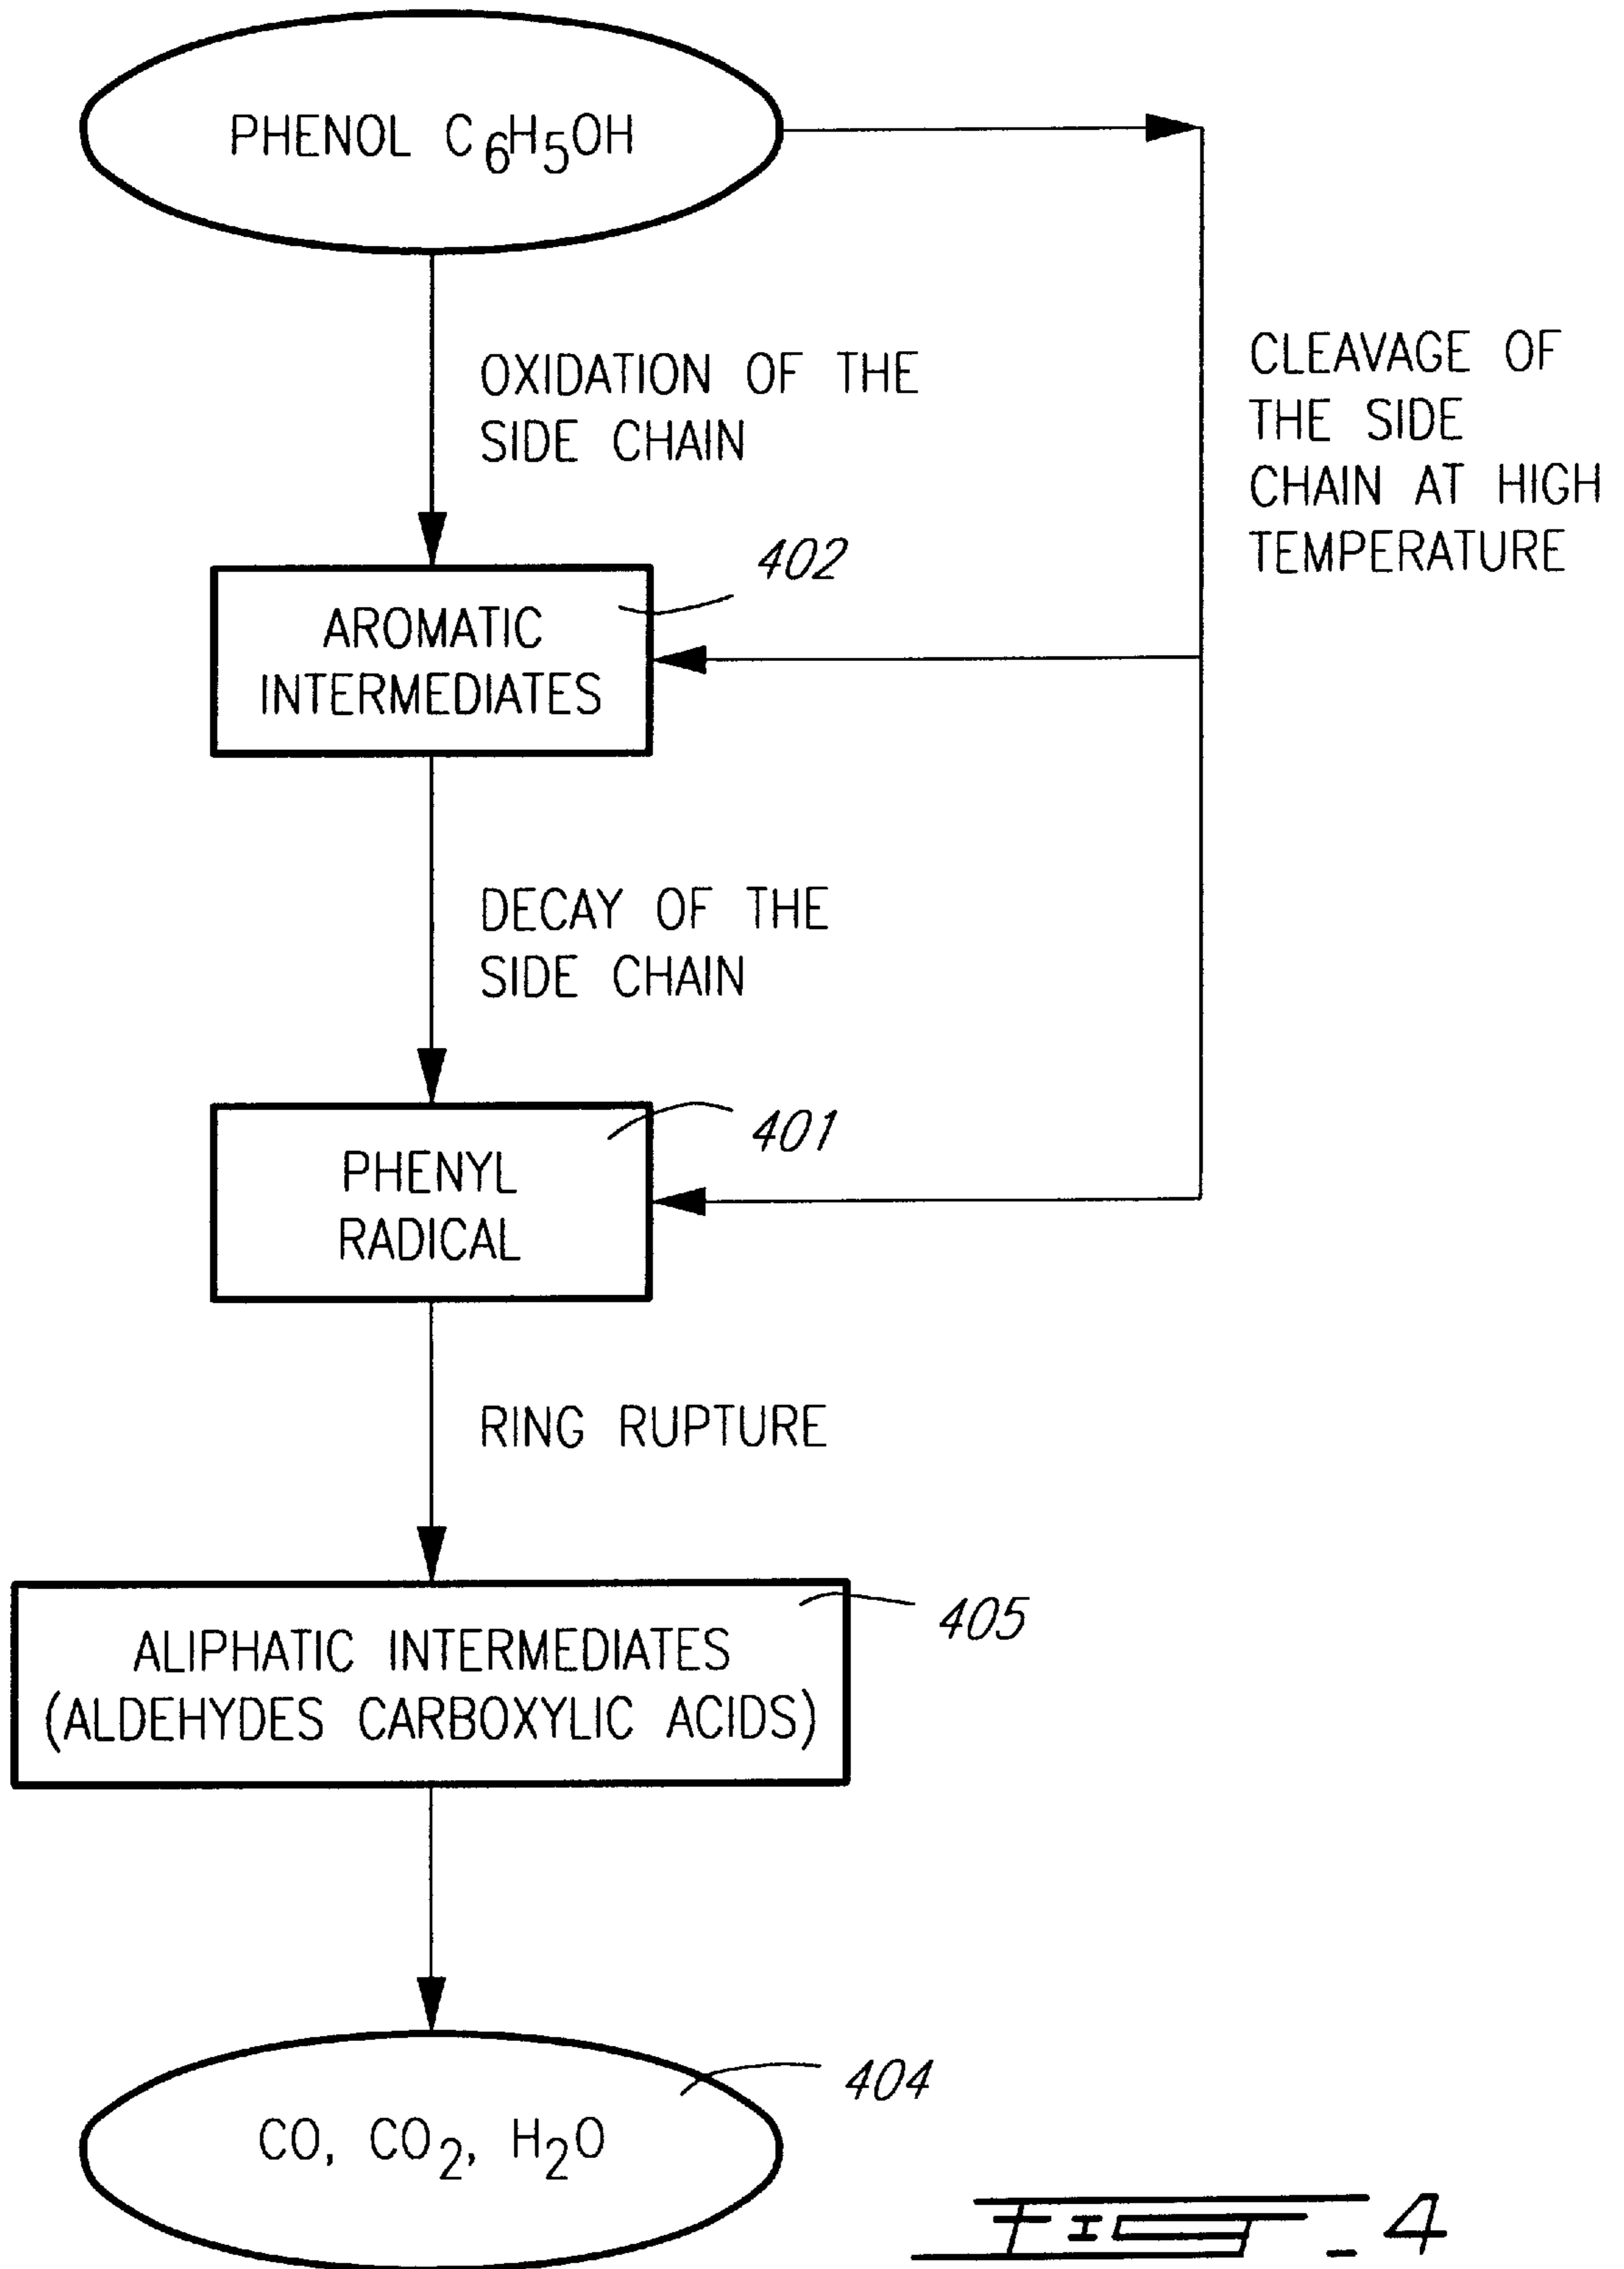 PHENOL C6H5OH
OXIDATION OF THE
SIDE CHAIN
CLEAVAGE OF
THE SIDE
CHAIN AT HIGH
TEMPERATURE
402
AROMATIC
INTERMEDIATES
DECAY OF THE
SIDE CHAIN
401
PHENYL
RADICAL
RING RUPTURE
405
ALIPHATIC INTERMEDIATES
(ALDEHYDES CARBOXYLIC ACIDS)
404
CO, CO2, H2O
FIG_4